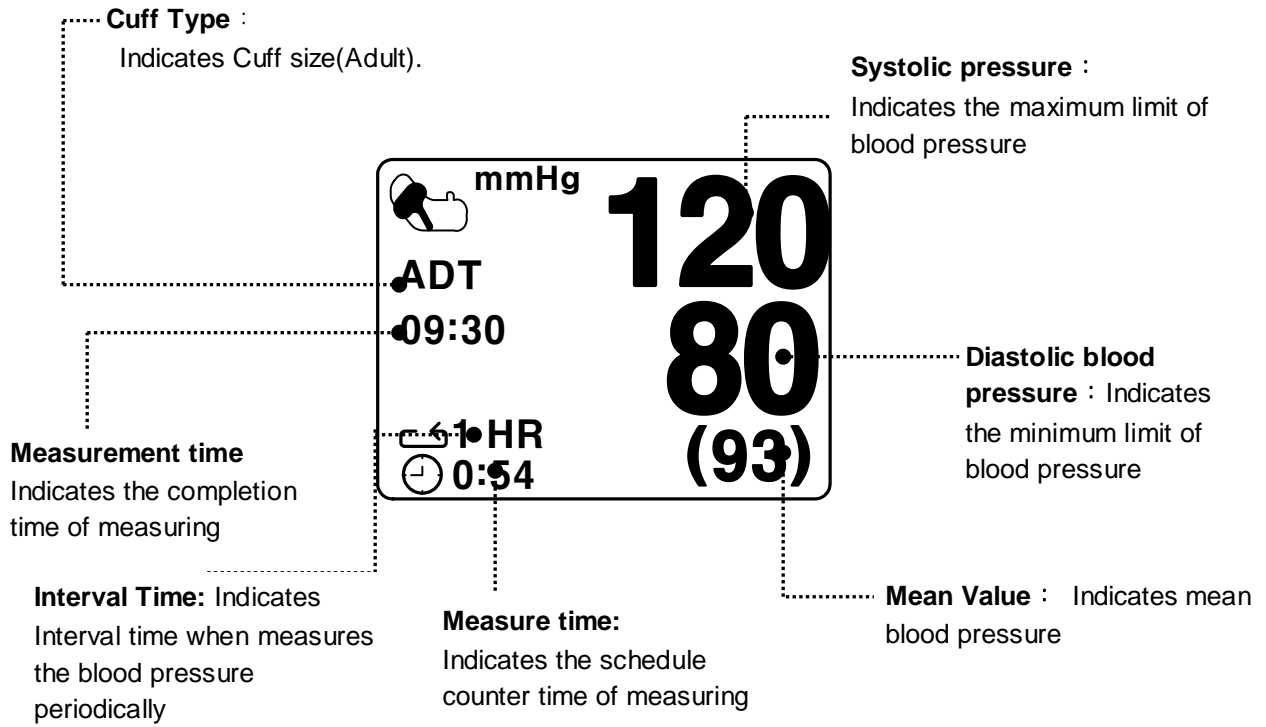 Cuff Type：
Indicates Cuff size(Adult).
Systolic pressure：
Indicates the maximum limit of
blood pressure
mmHg
120
ADT
80
09:30
Diastolic blood
pressure：Indicates
the minimum limit of
blood pressure
1 HR
(93)
0:54
Measurement time
Indicates the completion
time of measuring
Interval Time: Indicates
Interval time when measures
the blood pressure
periodically
Measure time:
Indicates the schedule
counter time of measuring
Mean Value： Indicates mean
blood pressure